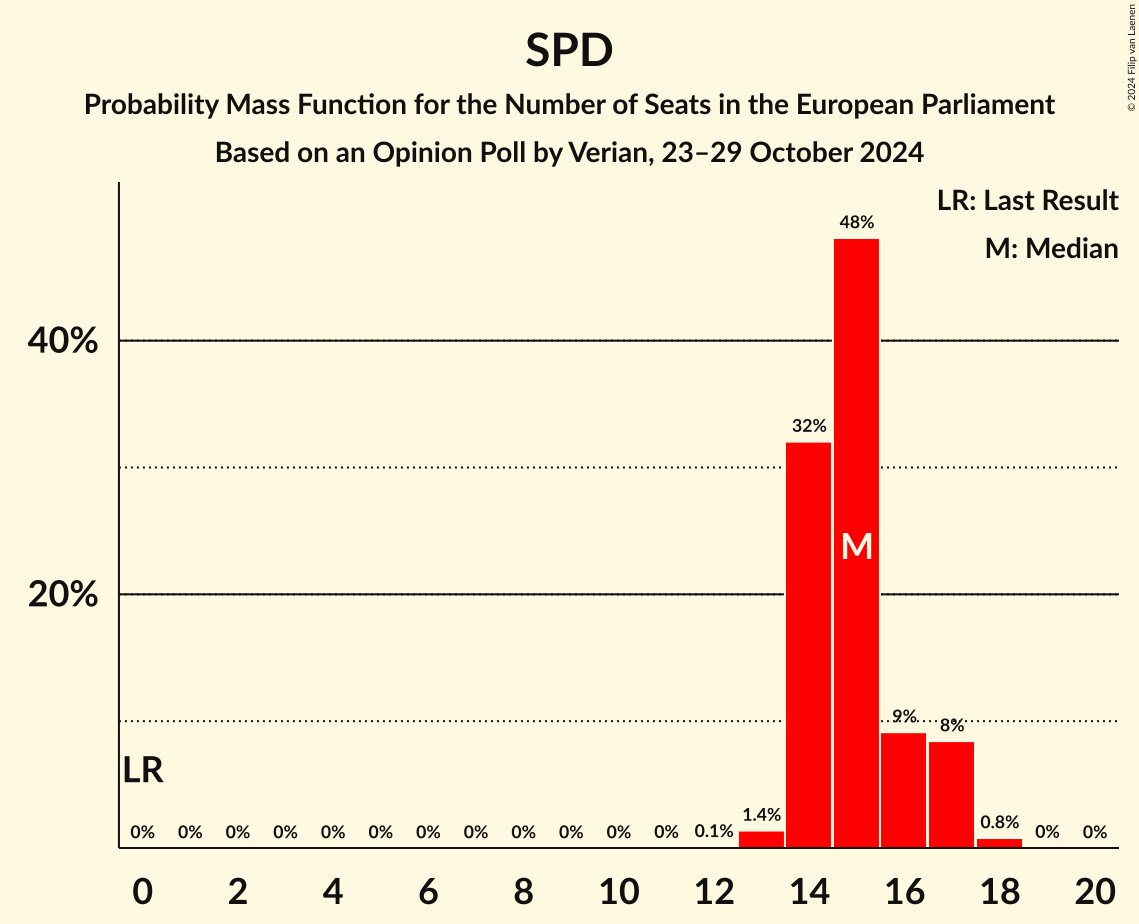 SPD
Probability Mass Function for the Number of Seats in the European Parliament
Based on an Opinion Poll by Verian, 23–29 October 2024
© 2024 Filip van Laenen
LR: Last Result
M: Median
40%
20%
LR
M
0% 0% 0% 0% 0% 0% 0% 0% 0% 0% 0% 0% 0.1% 1.4% 32% 48% 9% 8% 0.8% 0% 0%
0 2 4 6 8 10 12 14 16 18 20